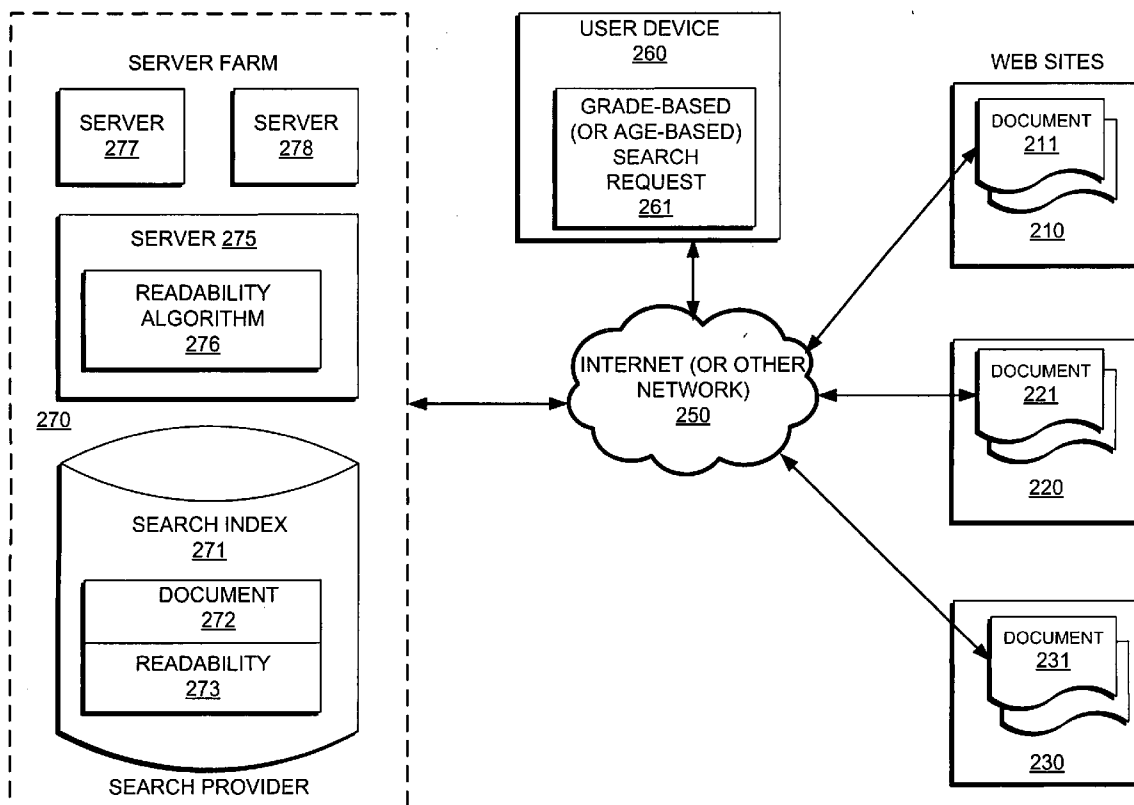 SERVER FARM
SERVER
277
SERVER
278
SERVER 275
READABILITY
ALGORITHM
276
270
SEARCH INDEX
271
DOCUMENT
272
READABILITY
273
SEARCH PROVIDER
USER DEVICE
260
GRADE-BASED
(OR AGE-BASED)
SEARCH
REQUEST
261
INTERNET (OR OTHER
NETWORK)
250
WEB SITES
DOCUMENT
211
210
DOCUMENT
221
220
DOCUMENT
231
230